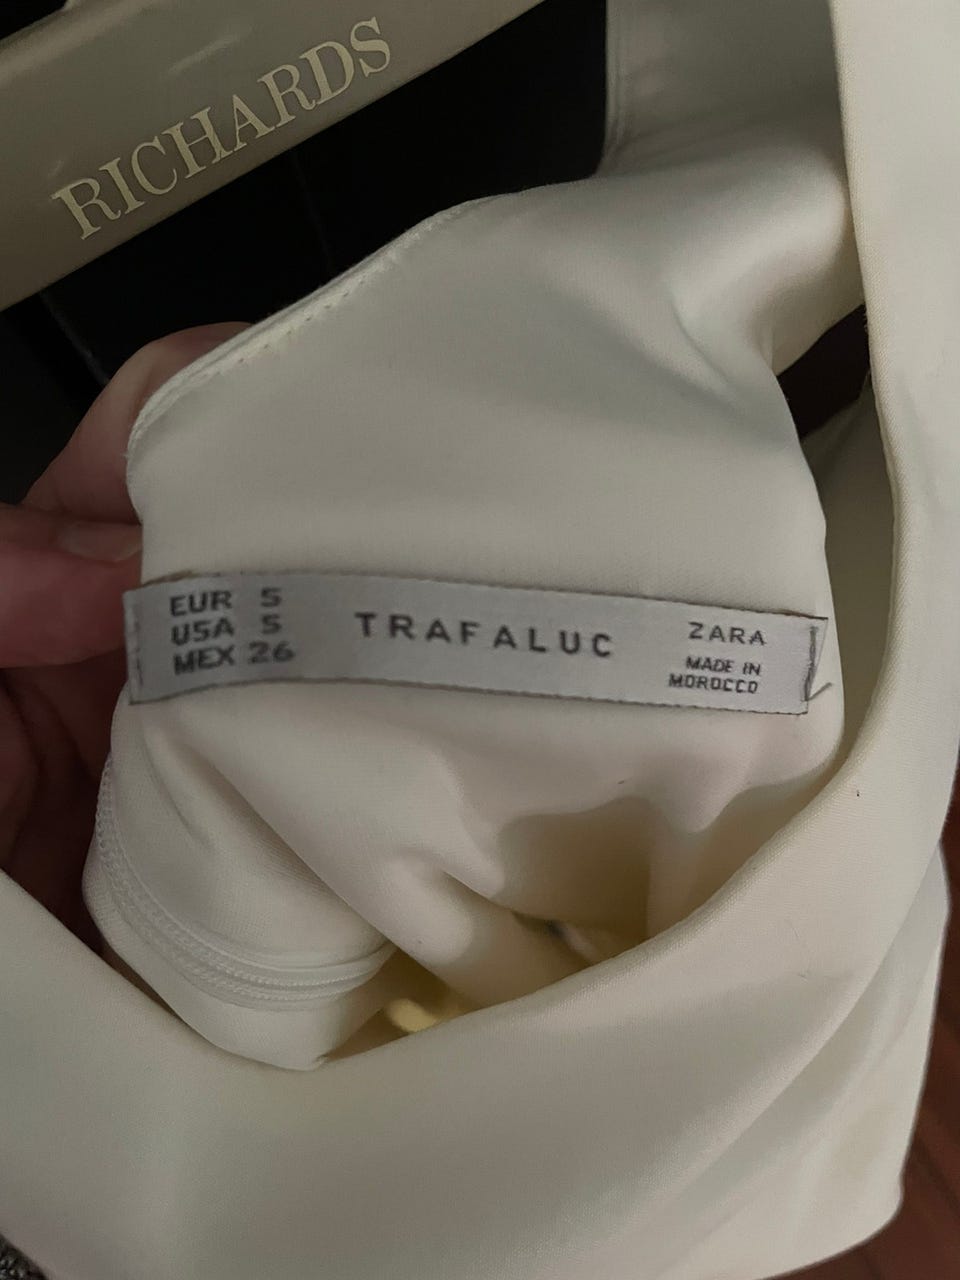 RICHARDS
EUR S
USA S
MEX 26
TRAFALUC
ZARA
MADE IN
MOROCCO